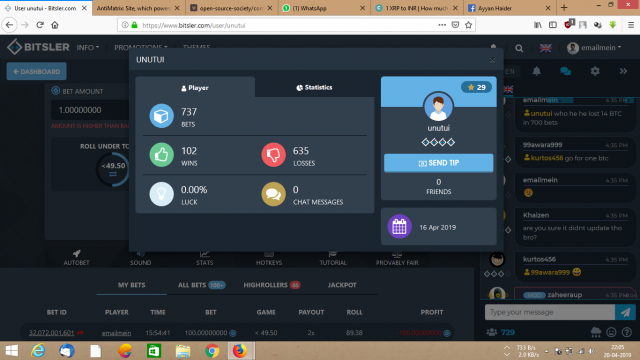 User unutui - Bitsler.com
AntiMatrix Site, which power
open-source-society/com
(1) WhatsApp
1 XRP to INR | How much
Ayyan Haider
https://www.bitsler.com/user/unutui
BITSLER
INFO
PROMOTIONS
THEMES
emailmein
DASHBOARD
EN
UNUTUI
Player
Statistics
29
737
BETS
102
WINS
635
LOSSES
0.00%
LUCK
0
CHAT MESSAGES
unutui
SEND TIP
0
FRIENDS
16 Apr 2019
BET AMOUNT
1.00000000
AMOUNT IS HIGHER THAN BA
ROLL UNDER TO
<49.50
emailmein 4:35 PM
unutui who he he lost 14 BTC
in 700 bets
99awara999 4:35 PM
kurtos456 go for one btc
emailmein 4:35 PM
Khaizen 4:35 PM
are you sure it didnt update tho
bro?
kurtos456 4:35 PM
99awara999
MOD zaheeraup 4:35 PM
Type your message
729
AUTOBET
SOUND
STATS
HOTKEYS
TUTORIAL
PROVABLY FAIR
MY BETS
ALL BETS
HIGHROLLERS
JACKPOT
BET ID
PLAYER
TIME
BET
GAME
PAYOUT
ROLL
PROFIT
32,072,001,601
emailmein
15:54:41
100.00000000
< 49.50
2x
89.38
100.00000000
733 B/s
2.0 KB/s
22:05
20-04-2019